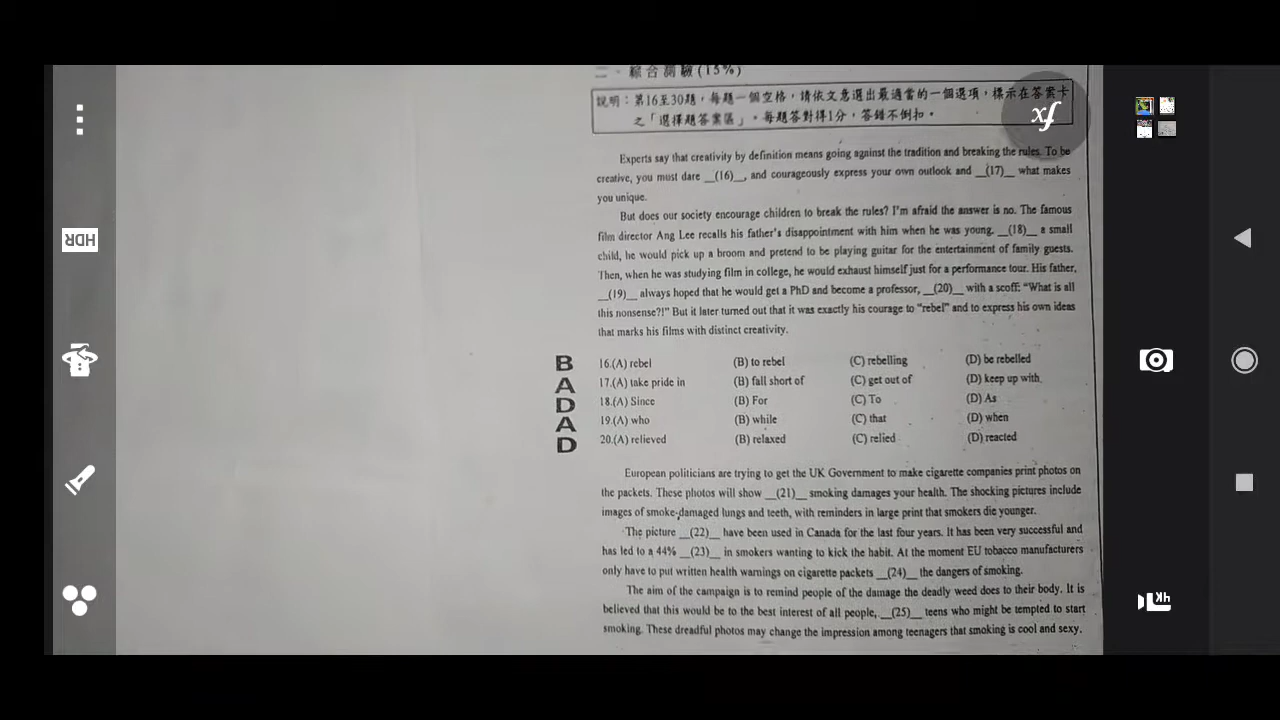 二、綜合測驗(15%)
說明：第16至30題，每題一個空格，請依文意選出最適當的一個選項，標示在答案卡
之「選擇題答案區」。每題答對得1分，答錯不倒扣。
Experts say that creativity by definition means going against the tradition and breaking the rules. To be
creative, you must dare __(16)__, and courageously express your own outlook and __(17)__ what makes
you unique.
But does our society encourage children to break the rules? I'm afraid the answer is no. The famous
film director Ang Lee recalls his father's disappointment with him when he was young. __(18)__ a small
child, he would pick up a broom and pretend to be playing guitar for the entertainment of family guests.
Then, when he was studying film in college, he would exhaust himself just for a performance tour. His father,
__(19)__ always hoped that he would get a PhD and become a professor, __(20)__ with a scoff: "What is all
this nonsense?!" But it later turned out that it was exactly his courage to "rebel" and to express his own ideas
that marks his films with distinct creativity.
B 16.(A) rebel (B) to rebel (C) rebelling (D) be rebelled
A 17.(A) take pride in (B) fall short of (C) get out of (D) keep up with
D 18.(A) Since (B) For (C) To (D) As
A 19.(A) who (B) while (C) that (D) when
D 20.(A) relieved (B) relaxed (C) relied (D) reacted
European politicians are trying to get the UK Government to make cigarette companies print photos on
the packets. These photos will show __(21)__ smoking damages your health. The shocking pictures include
images of smoke-damaged lungs and teeth, with reminders in large print that smokers die younger.
The picture __(22)__ have been used in Canada for the last four years. It has been very successful and
has led to a 44% __(23)__ in smokers wanting to kick the habit. At the moment EU tobacco manufacturers
only have to put written health warnings on cigarette packets __(24)__ the dangers of smoking.
The aim of the campaign is to remind people of the damage the deadly weed does to their body. It is
believed that this would be to the best interest of all people, __(25)__ teens who might be tempted to start
smoking. These dreadful photos may change the impression among teenagers that smoking is cool and sexy.
HDR
xf
4K